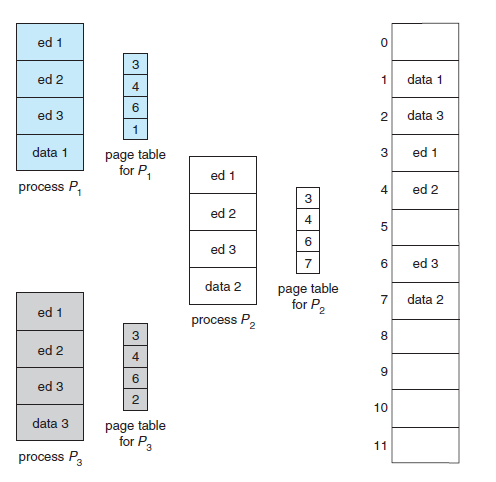 ed 1
ed 2
ed 3
data 1
process P1
3
4
6
1
page table
for P1
ed 1
ed 2
ed 3
data 2
process P2
3
4
6
7
page table
for P2
ed 1
ed 2
ed 3
data 3
process P3
3
4
6
2
page table
for P3
0
1 data 1
2 data 3
3 ed 1
4 ed 2
5
6 ed 3
7 data 2
8
9
10
11